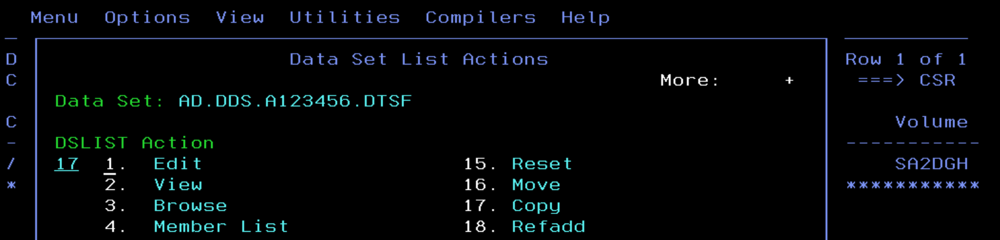 Menu Options View Utilities Compilers Help
D Data Set List Actions Row 1 of 1
C More: + ===> CSR
Data Set: AD.DDS.A123456.DTSF
C Volume
- DSLIST Action -----------
/ 17 1. Edit 15. Reset SA2DGH
* 2. View 16. Move ***********
3. Browse 17. Copy
4. Member List 18. Refadd